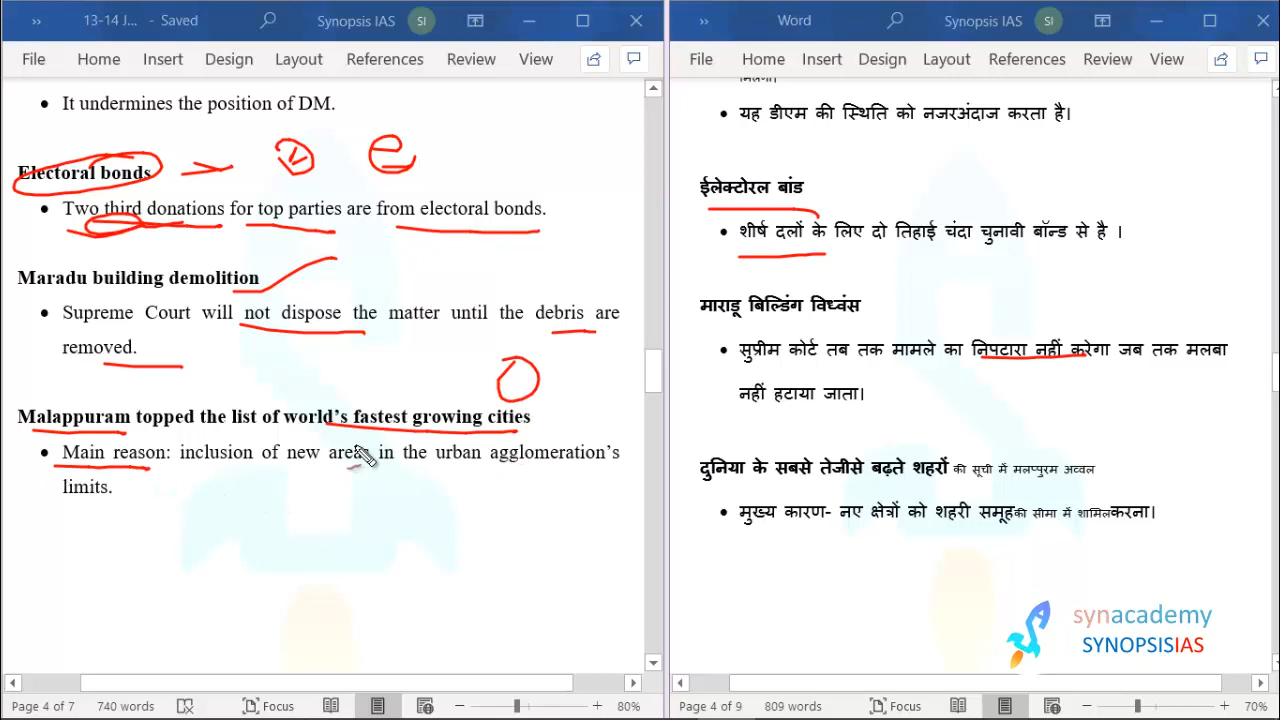 13-14 J... - Saved
Synopsis IAS
SI
File Home Insert Design Layout References Review View
It undermines the position of DM.
Electoral bonds
Two third donations for top parties are from electoral bonds.
Maradu building demolition
Supreme Court will not dispose the matter until the debris are
removed.
Malappuram topped the list of world's fastest growing cities
Main reason: inclusion of new areas in the urban agglomeration's
limits.
Page 4 of 7 740 words Focus 80%
Word
Synopsis IAS
SI
File Home Insert Design Layout References Review View
यह डीएम की स्थिति को नजरअंदाज करता है।
ईलेक्टोरल बांड
शीर्ष दलों के लिए दो तिहाई चंदा चुनावी बॉन्ड से है ।
माराडू बिल्डिंग विध्वंस
सुप्रीम कोर्ट तब तक मामले का निपटारा नहीं करेगा जब तक मलबा
नहीं हटाया जाता।
दुनिया के सबसे तेजीसे बढ़ते शहरों की सूची में मलप्पुरम अव्वल
मुख्य कारण- नए क्षेत्रों को शहरी समूहकी सीमा में शामिलकरना।
synacademy
SYNOPSISIAS
Page 4 of 9 809 words Focus 70%